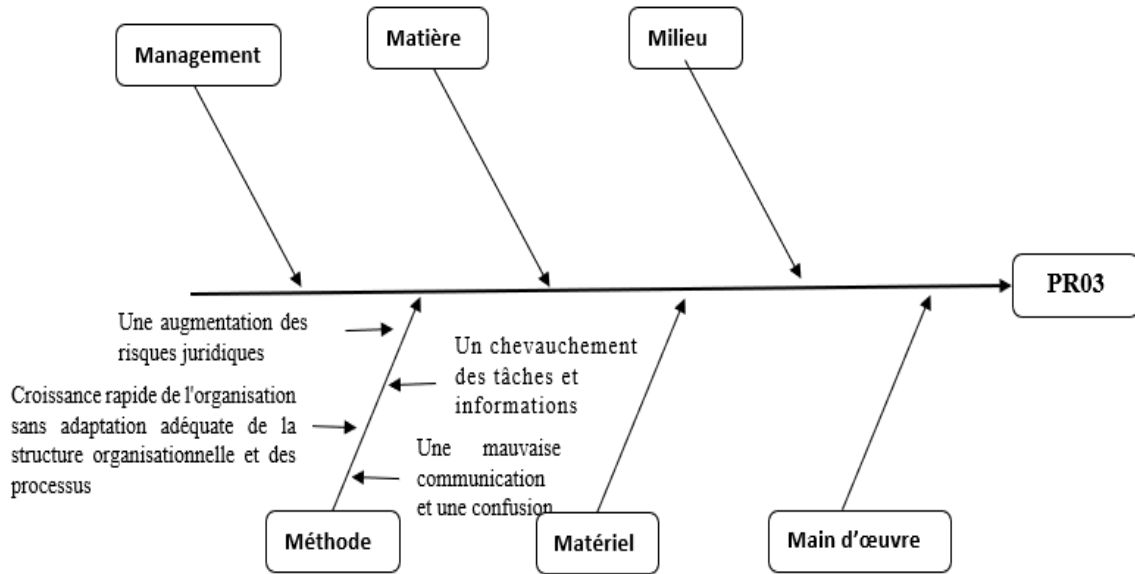 Management
Matière
Milieu
PR03
Une augmentation des
risques juridiques
Un chevauchement
des tâches et
informations
Croissance rapide de l'organisation
sans adaptation adéquate de la
structure organisationnelle et des
processus
Une mauvaise
communication
et une confusion
Méthode
Matériel
Main d'œuvre